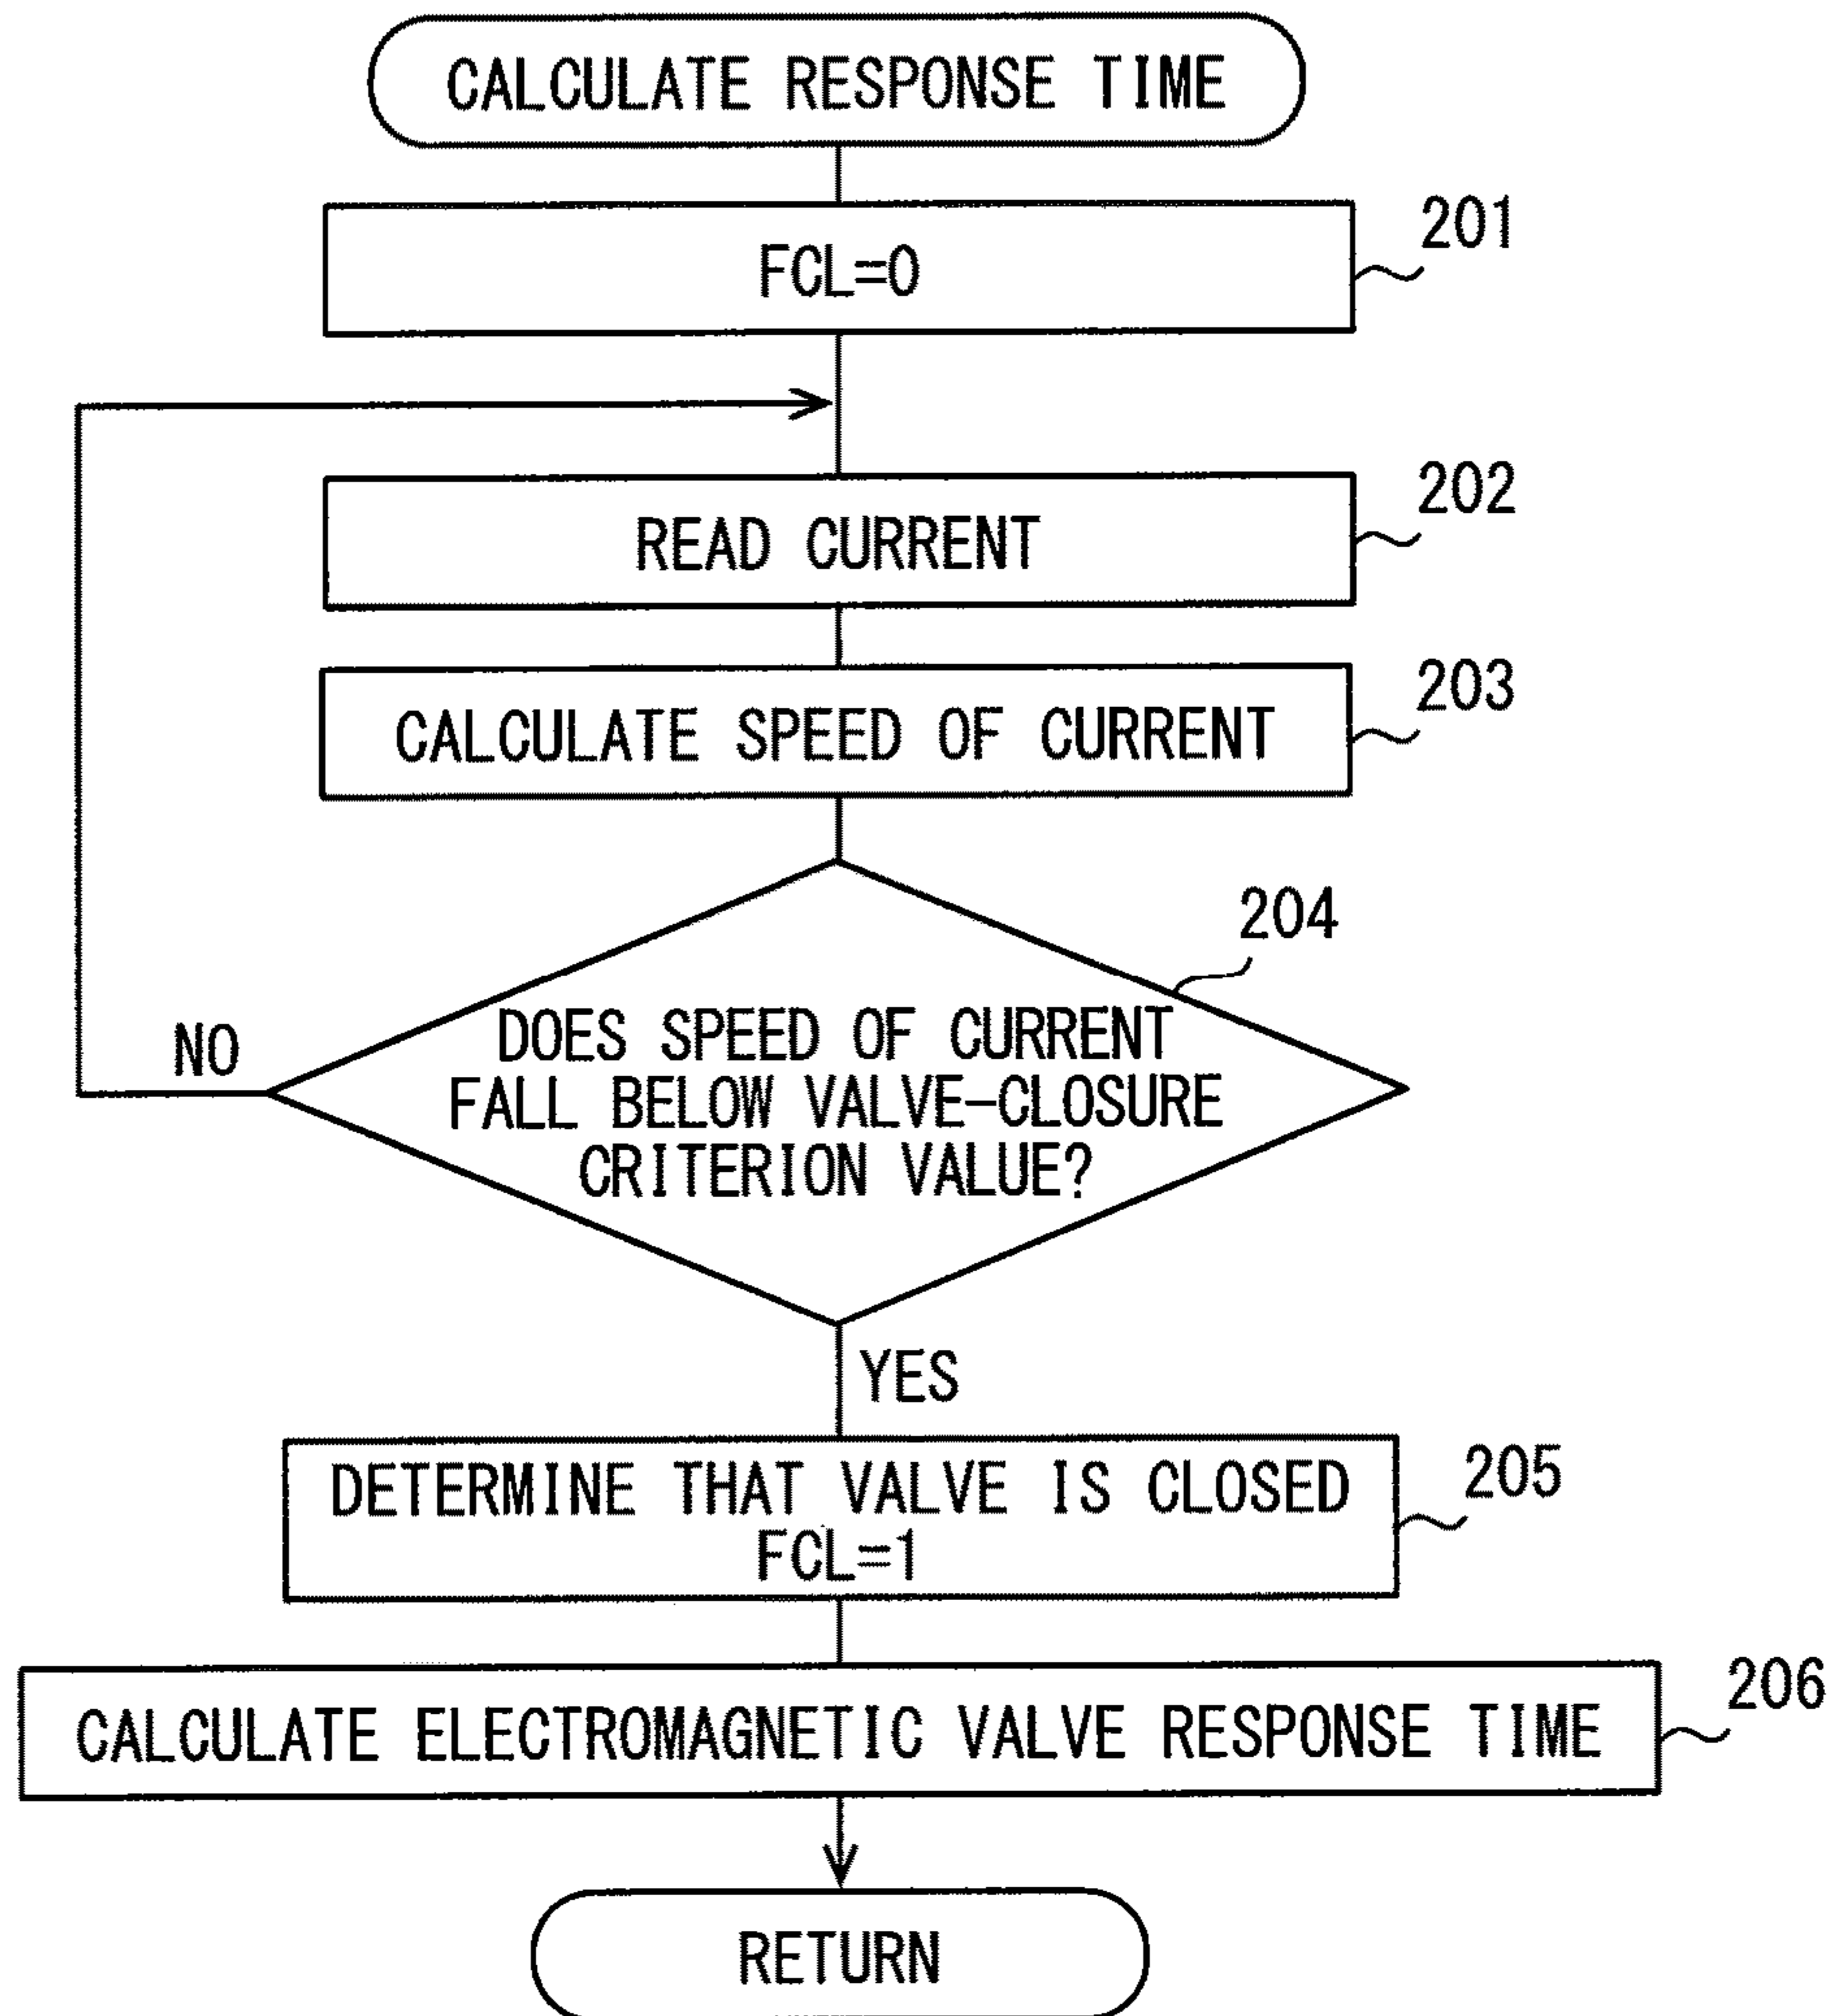 CALCULATE RESPONSE TIME
201
FCL=0
202
READ CURRENT
203
CALCULATE SPEED OF CURRENT
204
DOES SPEED OF CURRENT
FALL BELOW VALVE-CLOSURE
CRITERION VALUE?
NO
YES
205
DETERMINE THAT VALVE IS CLOSED
FCL=1
206
CALCULATE ELECTROMAGNETIC VALVE RESPONSE TIME
RETURN